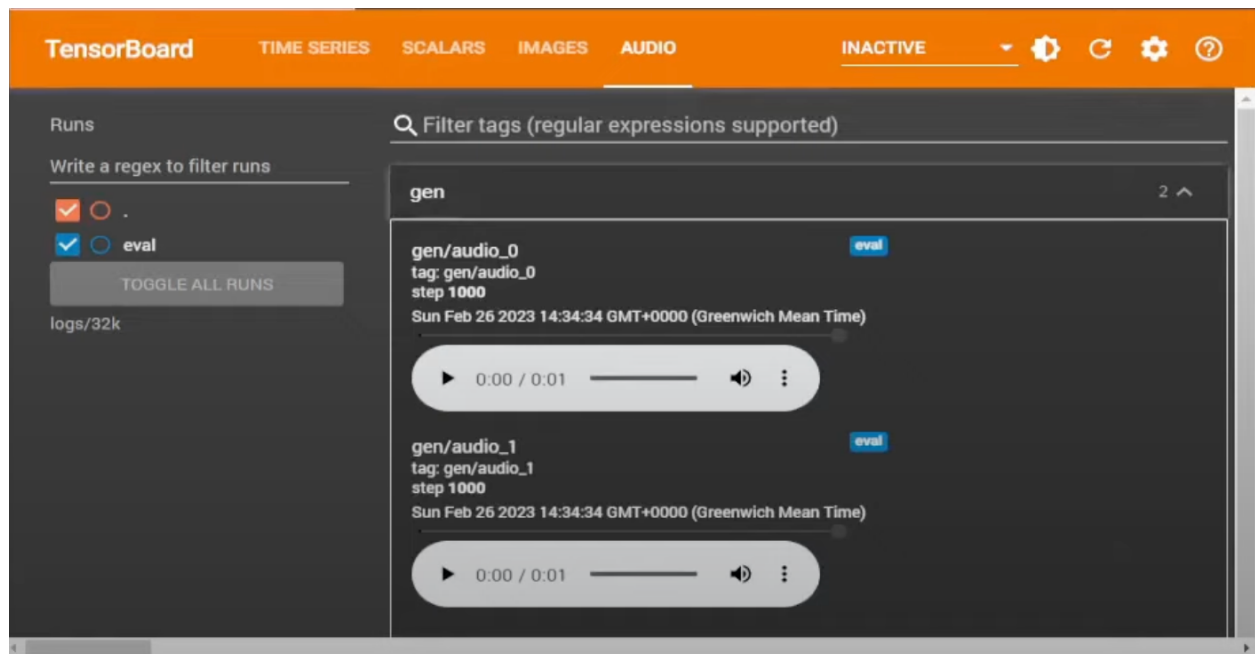 TensorBoard TIME SERIES SCALARS IMAGES AUDIO INACTIVE
Runs
Write a regex to filter runs
.
eval
TOGGLE ALL RUNS
logs/32k
Filter tags (regular expressions supported)
gen 2
gen/audio_0 eval
tag: gen/audio_0
step 1000
Sun Feb 26 2023 14:34:34 GMT+0000 (Greenwich Mean Time)
0:00 / 0:01
gen/audio_1 eval
tag: gen/audio_1
step 1000
Sun Feb 26 2023 14:34:34 GMT+0000 (Greenwich Mean Time)
0:00 / 0:01